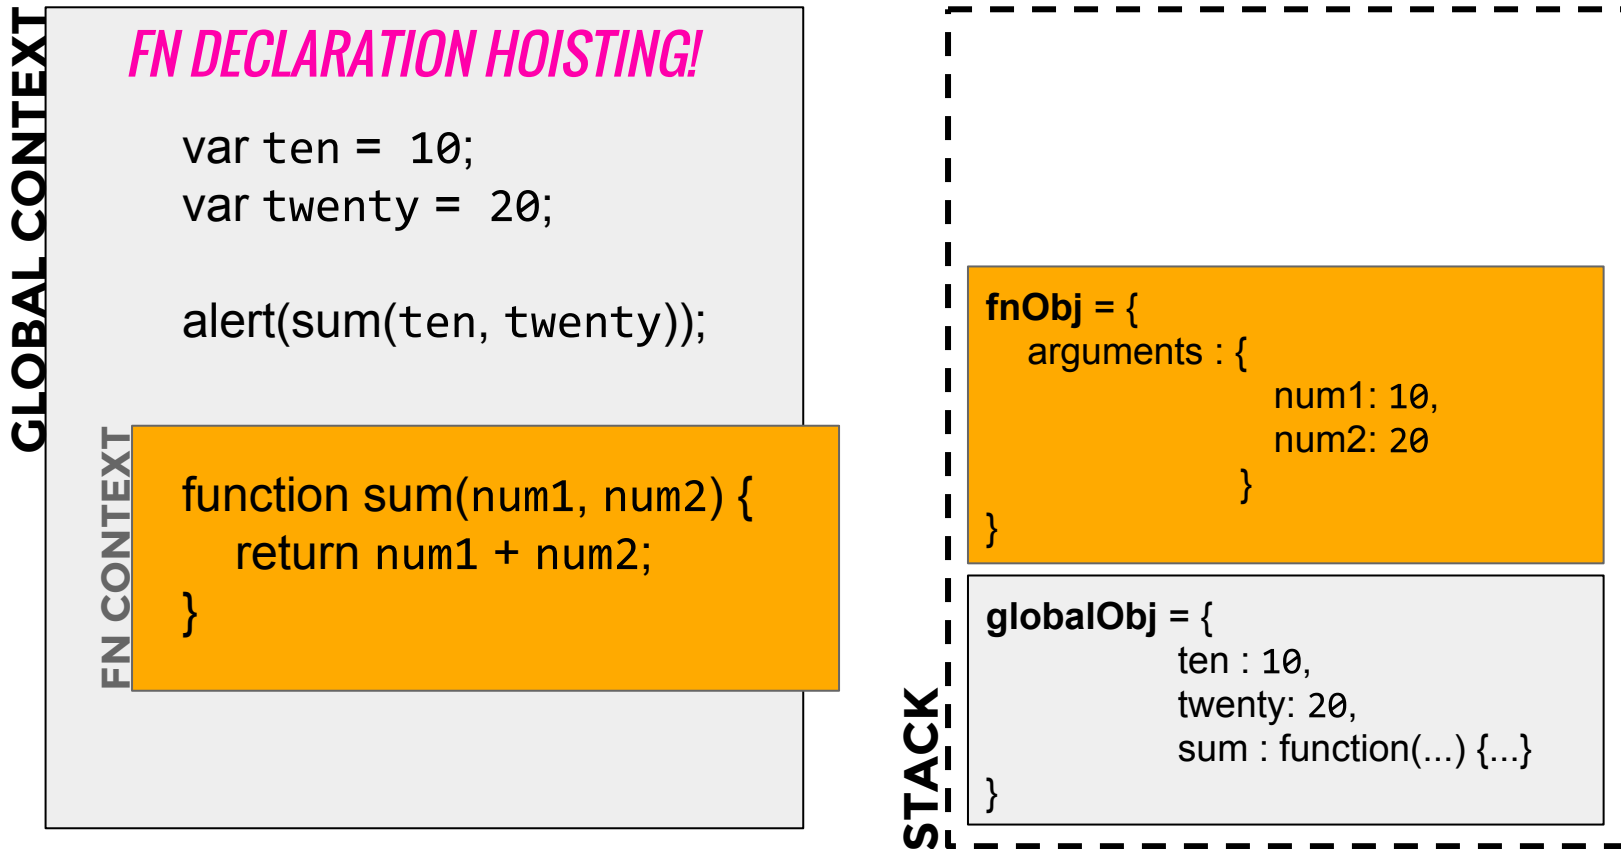 GLOBAL CONTEXT
FN DECLARATION HOISTING!
var ten = 10;
var twenty = 20;
alert(sum(ten, twenty));
FN CONTEXT
function sum(num1, num2) {
return num1 + num2;
}
STACK
fnObj = {
arguments : {
num1: 10,
num2: 20
}
}
globalObj = {
ten : 10,
twenty: 20,
sum : function(...) {...}
}